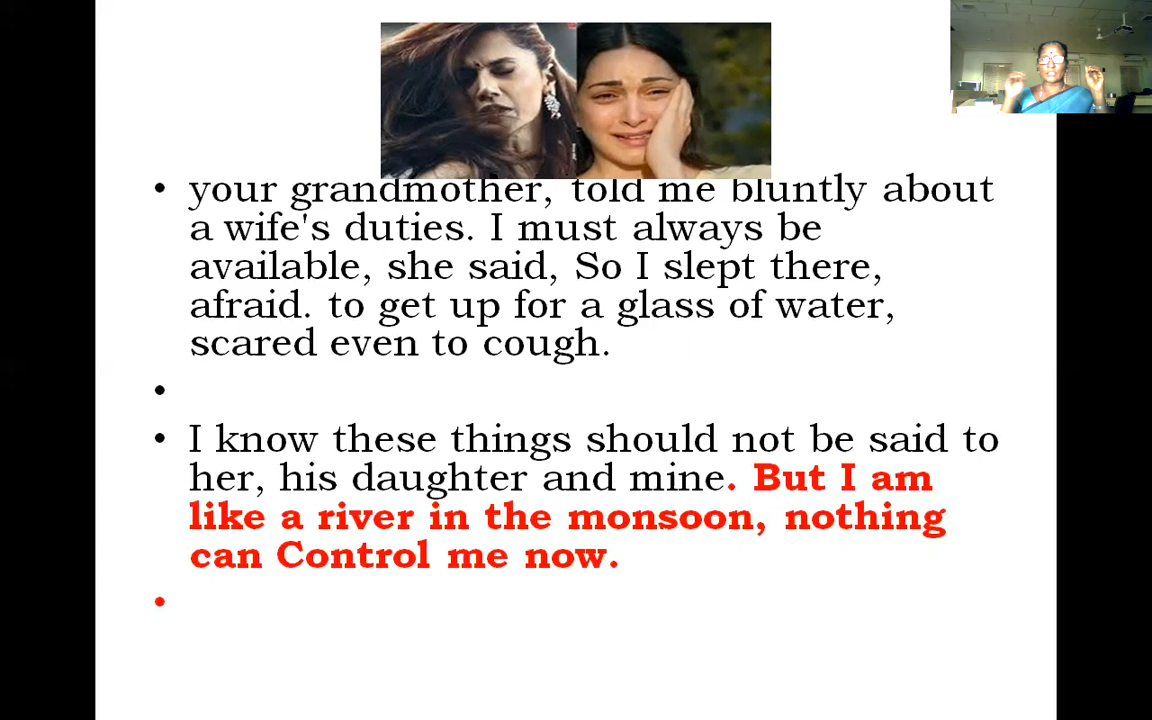 your grandmother, told me bluntly about
a wife's duties. I must always be
available, she said, So I slept there,
afraid. to get up for a glass of water,
scared even to cough.
I know these things should not be said to
her, his daughter and mine. But I am
like a river in the monsoon, nothing
can Control me now.